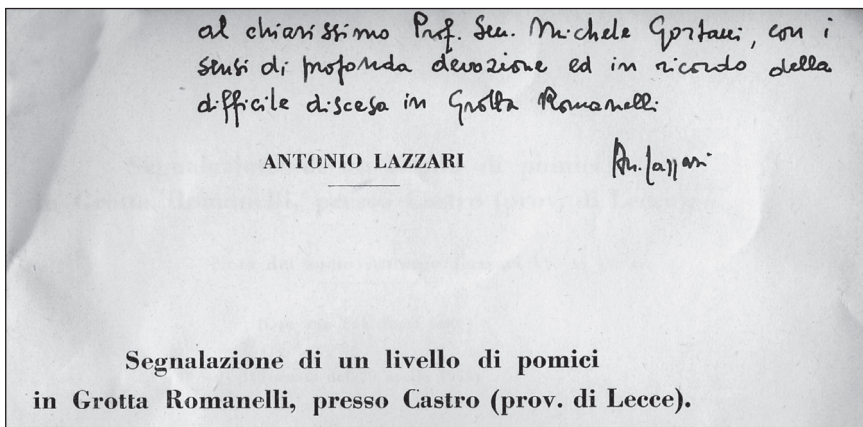 al chiarissimo Prof. Sen. Michele Gortani, con i
sensi di profonda devozione ed in ricordo della
difficile discesa in Grotta Romanelli
ANTONIO LAZZARI
An. Lazzari
Segnalazione di un livello di pomici
in Grotta Romanelli, presso Castro (prov. di Lecce).